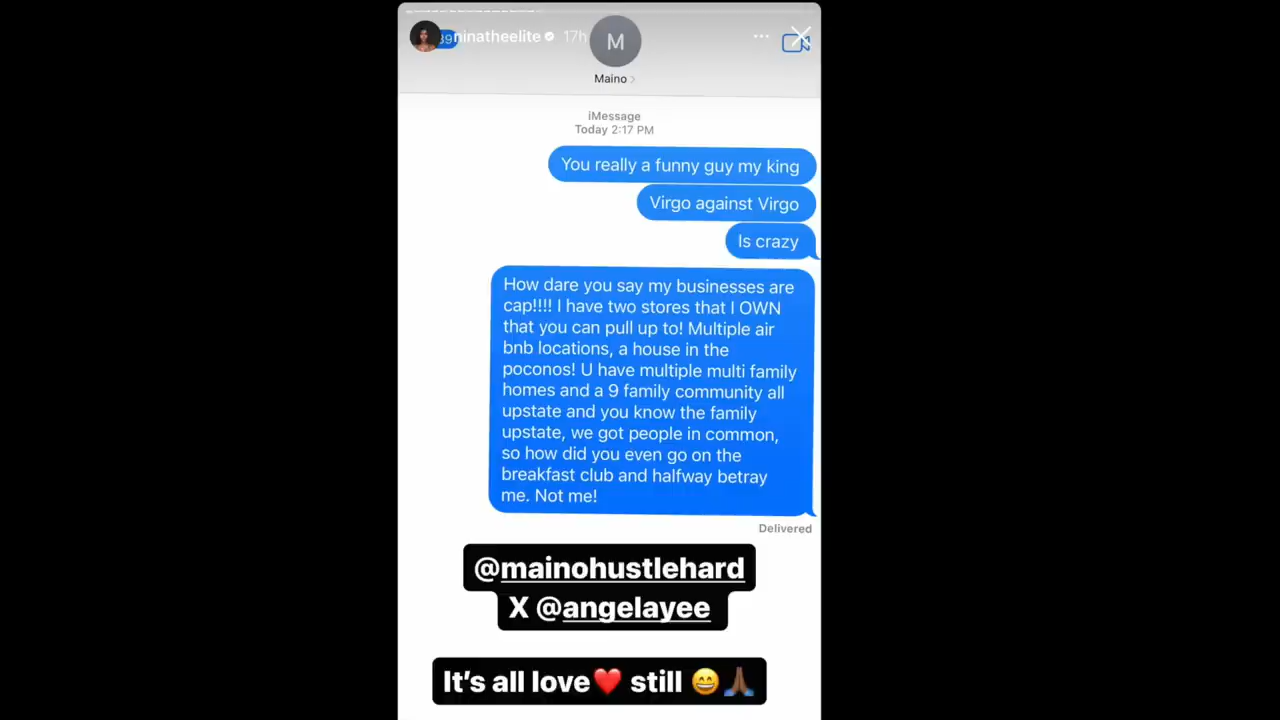 ninatheelite 17h
M
Maino
iMessage
Today 2:17 PM
You really a funny guy my king
Virgo against Virgo
Is crazy
How dare you say my businesses are
cap!!!! I have two stores that I OWN
that you can pull up to! Multiple air
bnb locations, a house in the
poconos! U have multiple multi family
homes and a 9 family community all
upstate and you know the family
upstate, we got people in common,
so how did you even go on the
breakfast club and halfway betray
me. Not me!
Delivered
@mainohustlehard
X @angelayee
It's all love❤️ still 😄🙏🏾